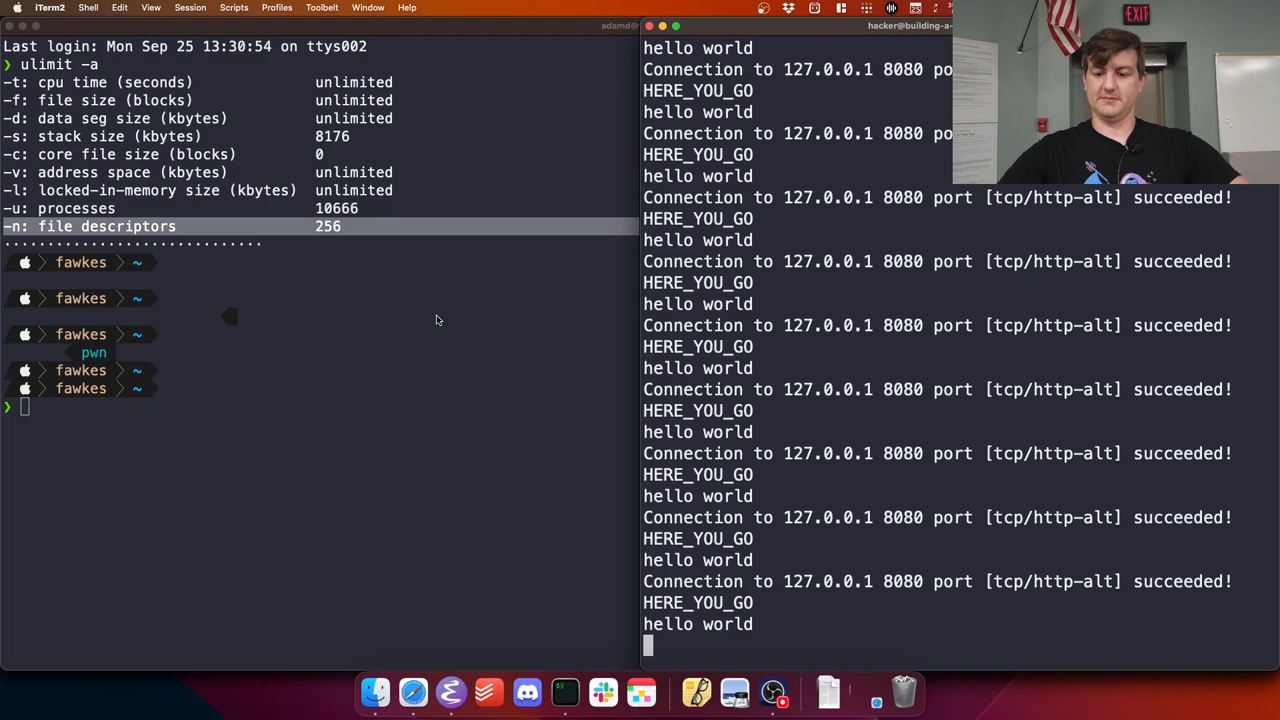 iTerm2 Shell Edit View Session Scripts Profiles Toolbelt Window Help
adamd@
Last login: Mon Sep 25 13:30:54 on ttys002
❯ ulimit -a
-t: cpu time (seconds) unlimited
-f: file size (blocks) unlimited
-d: data seg size (kbytes) unlimited
-s: stack size (kbytes) 8176
-c: core file size (blocks) 0
-v: address space (kbytes) unlimited
-l: locked-in-memory size (kbytes) unlimited
-u: processes 10666
-n: file descriptors 256
..............................
fawkes ~
fawkes ~
fawkes ~
pwn
fawkes ~
fawkes ~
❯
hacker@building-a-
hello world
Connection to 127.0.0.1 8080 po
HERE_YOU_GO
hello world
Connection to 127.0.0.1 8080 po
HERE_YOU_GO
hello world
Connection to 127.0.0.1 8080 port [tcp/http-alt] succeeded!
HERE_YOU_GO
hello world
Connection to 127.0.0.1 8080 port [tcp/http-alt] succeeded!
HERE_YOU_GO
hello world
Connection to 127.0.0.1 8080 port [tcp/http-alt] succeeded!
HERE_YOU_GO
hello world
Connection to 127.0.0.1 8080 port [tcp/http-alt] succeeded!
HERE_YOU_GO
hello world
Connection to 127.0.0.1 8080 port [tcp/http-alt] succeeded!
HERE_YOU_GO
hello world
Connection to 127.0.0.1 8080 port [tcp/http-alt] succeeded!
HERE_YOU_GO
hello world
Connection to 127.0.0.1 8080 port [tcp/http-alt] succeeded!
HERE_YOU_GO
hello world
EXIT